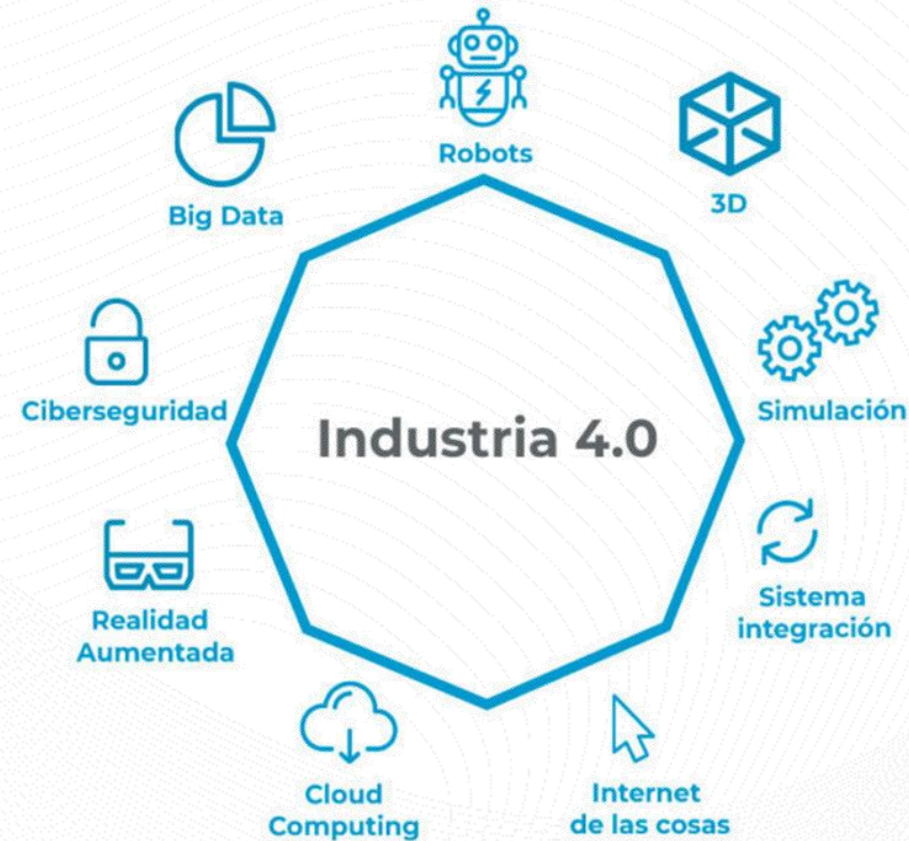 Robots
3D
Big Data
Simulación
Ciberseguridad
Industria 4.0
Sistema
integración
Realidad
Aumentada
Internet
de las cosas
Cloud
Computing